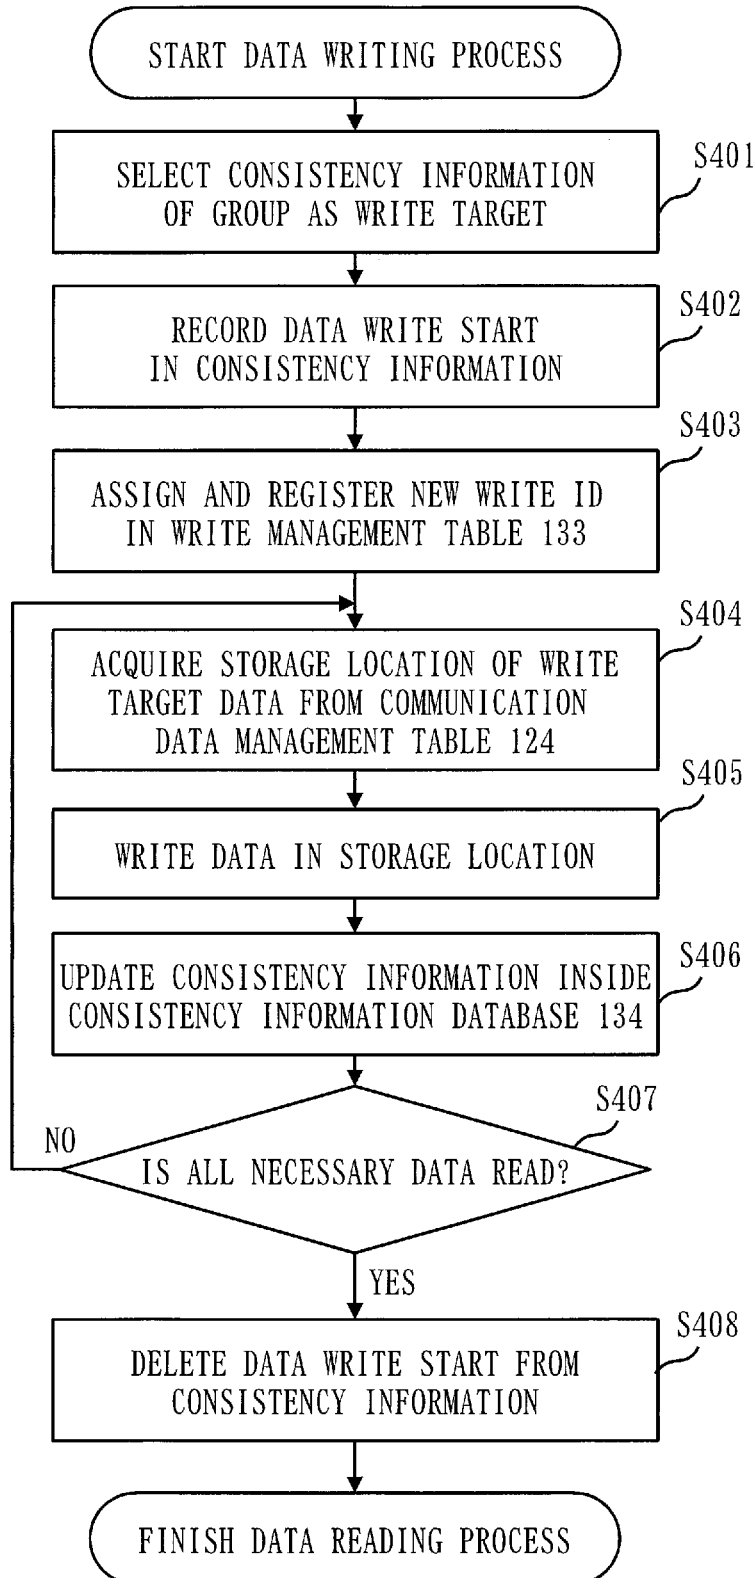 START DATA WRITING PROCESS
S401
SELECT CONSISTENCY INFORMATION
OF GROUP AS WRITE TARGET
S402
RECORD DATA WRITE START
IN CONSISTENCY INFORMATION
S403
ASSIGN AND REGISTER NEW WRITE ID
IN WRITE MANAGEMENT TABLE 133
S404
ACQUIRE STORAGE LOCATION OF WRITE
TARGET DATA FROM COMMUNICATION
DATA MANAGEMENT TABLE 124
S405
WRITE DATA IN STORAGE LOCATION
S406
UPDATE CONSISTENCY INFORMATION INSIDE
CONSISTENCY INFORMATION DATABASE 134
S407
NO
IS ALL NECESSARY DATA READ?
YES
S408
DELETE DATA WRITE START FROM
CONSISTENCY INFORMATION
FINISH DATA READING PROCESS